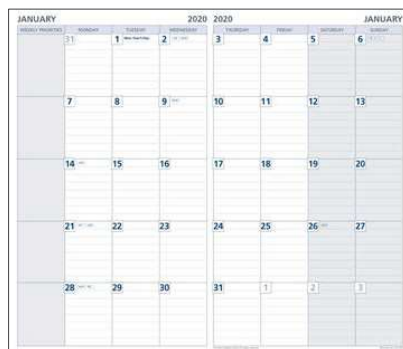 JANUARY 2020 2020 JANUARY
WEEKLY PRIORITIES MONDAY TUESDAY WEDNESDAY THURSDAY FRIDAY SATURDAY SUNDAY
31 1 New Year's Day 2 3 4 5 6
7 8 9 10 11 12 13
14 15 16 17 18 19 20
21 22 23 24 25 26 27
28 29 30 31 1 2 3